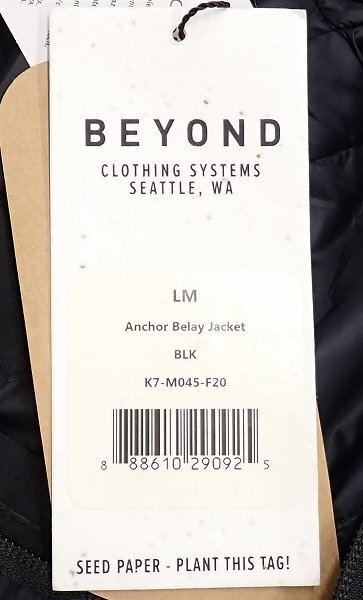 BEYOND
CLOTHING SYSTEMS
SEATTLE, WA
LM
Anchor Belay Jacket
BLK
K7-M045-F20
8 88610 29092 5
SEED PAPER - PLANT THIS TAG!